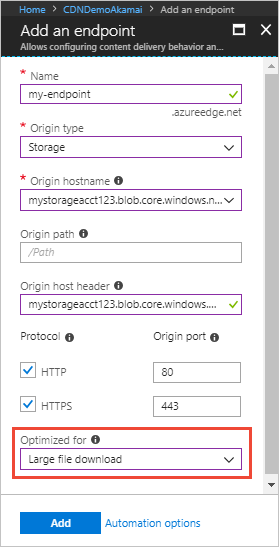 Home > CDNDemoAkamai > Add an endpoint
Add an endpoint
Allows configuring content delivery behavior an...
* Name
my-endpoint
.azureedge.net
* Origin type
Storage
* Origin hostname
mystorageacct123.blob.core.windows.n...
Origin path
/Path
Origin host header
mystorageacct123.blob.core.windows....
Protocol Origin port
HTTP 80
HTTPS 443
Optimized for
Large file download
Add Automation options